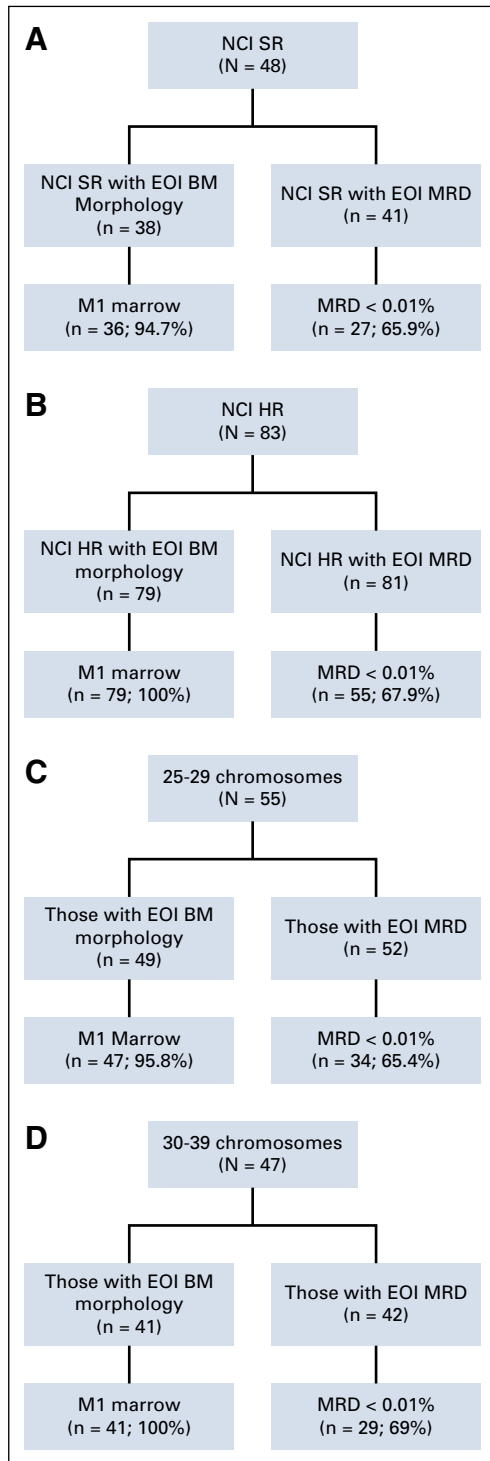 A
NCI SR
(N = 48)
NCI SR with EOI BM
Morphology
(n = 38)
NCI SR with EOI MRD
(n = 41)
M1 marrow
(n = 36; 94.7%)
MRD < 0.01%
(n = 27; 65.9%)
B
NCI HR
(N = 83)
NCI HR with EOI BM
morphology
(n = 79)
NCI HR with EOI MRD
(n = 81)
M1 marrow
(n = 79; 100%)
MRD < 0.01%
(n = 55; 67.9%)
C
25-29 chromosomes
(N = 55)
Those with EOI BM
morphology
(n = 49)
Those with EOI MRD
(n = 52)
M1 Marrow
(n = 47; 95.8%)
MRD < 0.01%
(n = 34; 65.4%)
D
30-39 chromosomes
(N = 47)
Those with EOI BM
morphology
(n = 41)
Those with EOI MRD
(n = 42)
M1 marrow
(n = 41; 100%)
MRD < 0.01%
(n = 29; 69%)